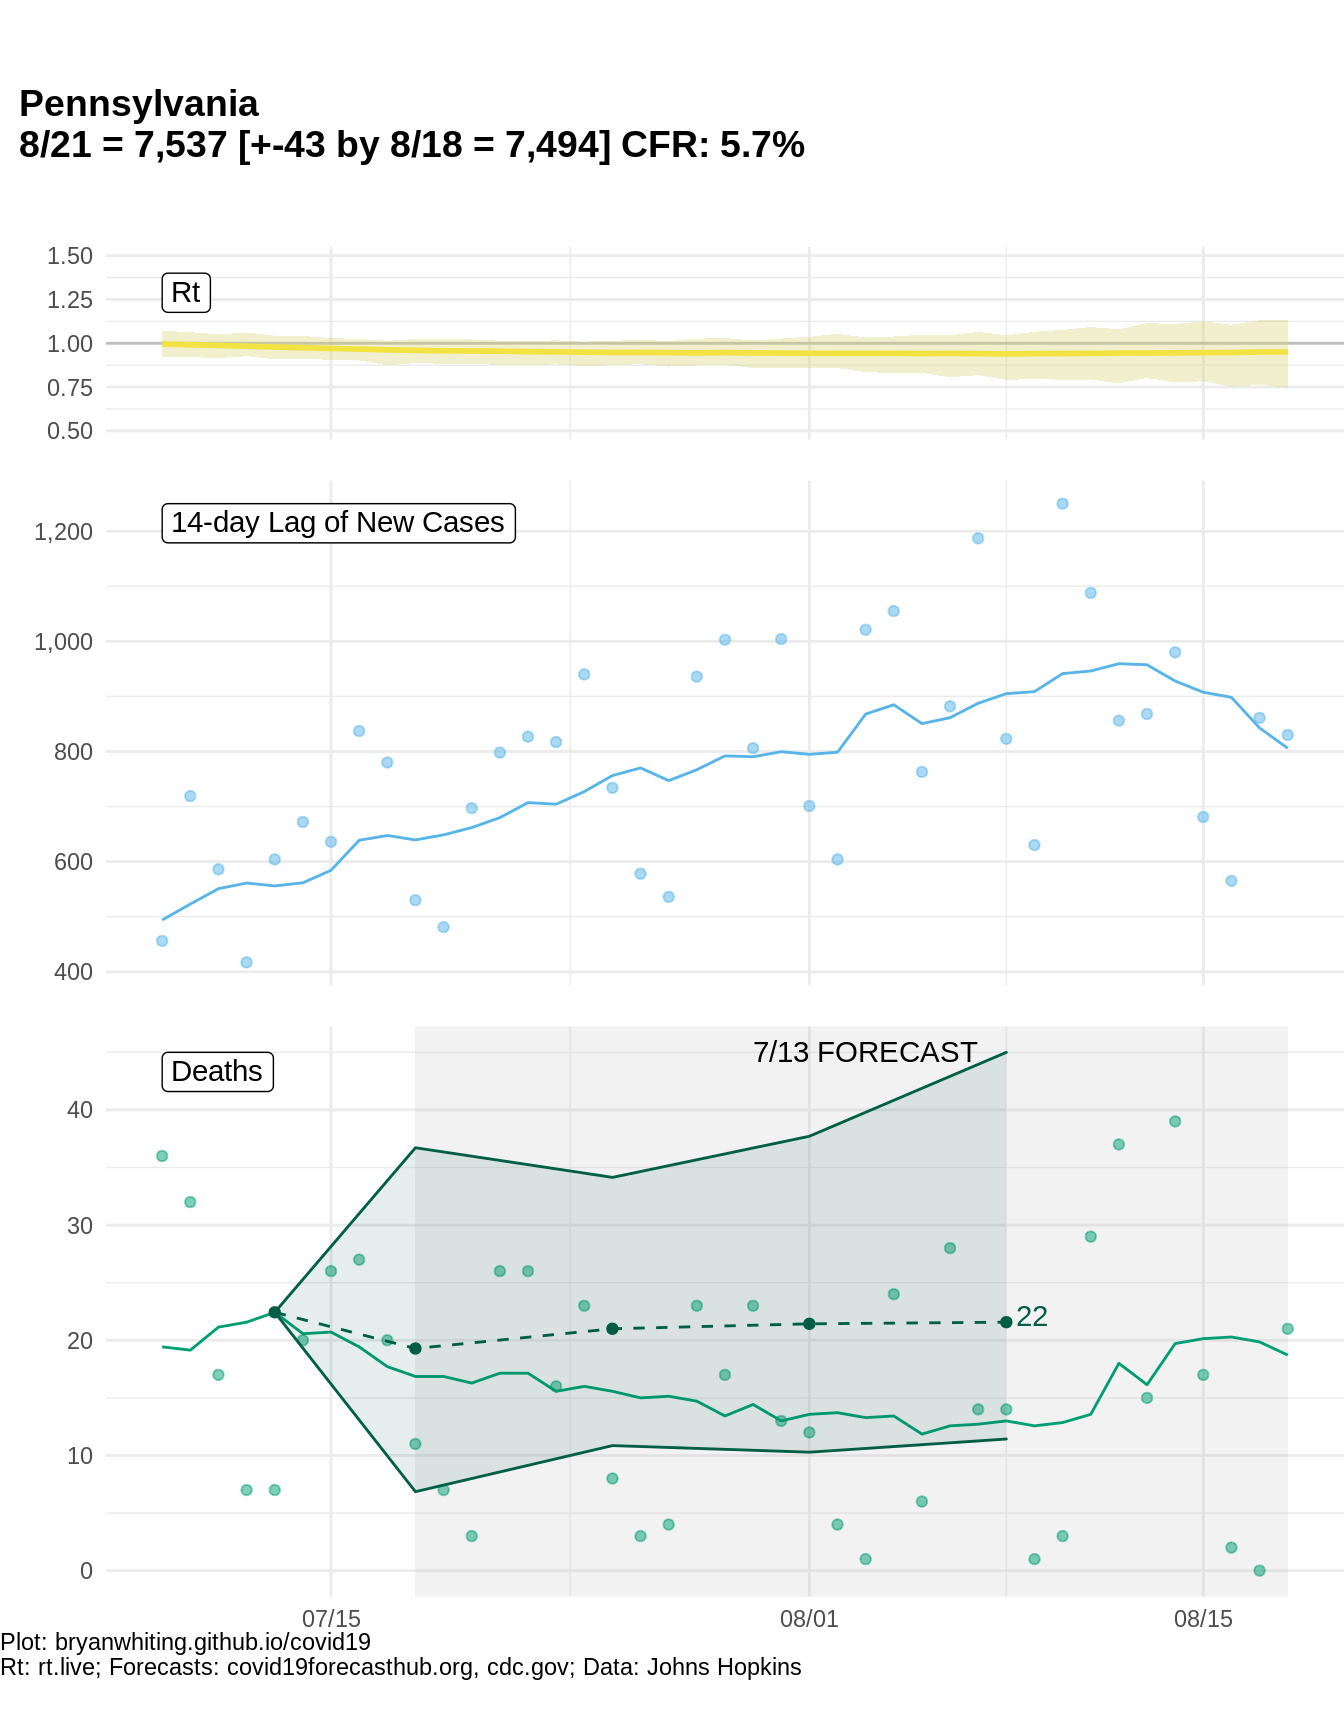 Pennsylvania
8/21 = 7,537 [+-43 by 8/18 = 7,494] CFR: 5.7%
1.50
Rt
1.25
1.00
0.75
0.50
14-day Lag of New Cases
1,200
1,000
800
600
400
7/13 FORECAST
Deaths
40
30
22
20
10
0
07/15 08/01 08/15
Plot: bryanwhiting.github.io/covid19
Rt: rt.live; Forecasts: covid19forecasthub.org, cdc.gov; Data: Johns Hopkins